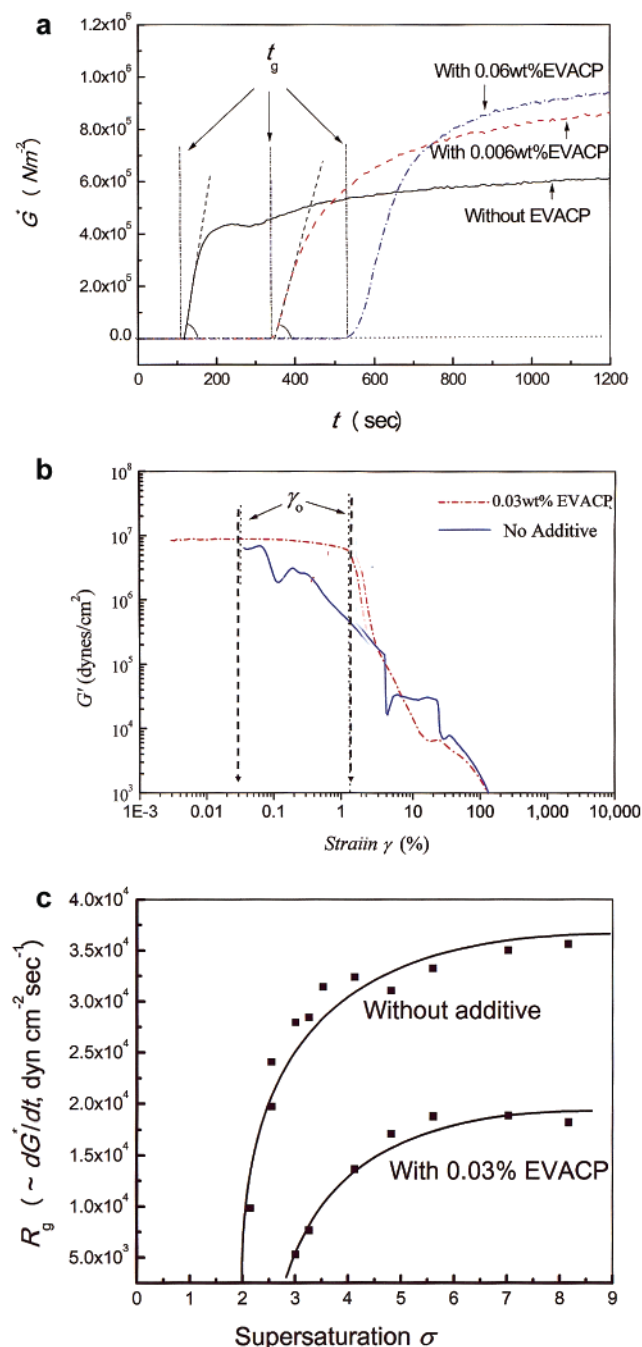 a
1.2x10⁶
1.0x10⁶
8.0x10⁵
6.0x10⁵
4.0x10⁵
2.0x10⁵
0.0
G* (Nm⁻²)
t_g
With 0.06wt%EVACP
With 0.006wt%EVACP
Without EVACP
0 200 400 600 800 1000 1200
t (sec)
b
10⁸
10⁷
10⁶
10⁵
10⁴
10³
G' (dynes/cm²)
γ_o
0.03wt% EVACP
No Additive
1E-3 0.01 0.1 1 10 100 1,000 10,000
Straiin γ (%)
c
4.0x10⁴
3.5x10⁴
3.0x10⁴
2.5x10⁴
2.0x10⁴
1.5x10⁴
1.0x10⁴
5.0x10³
R_g (~ dG*/dt, dyn cm⁻² sec⁻¹)
Without additive
With 0.03% EVACP
0 1 2 3 4 5 6 7 8 9
Supersaturation σ